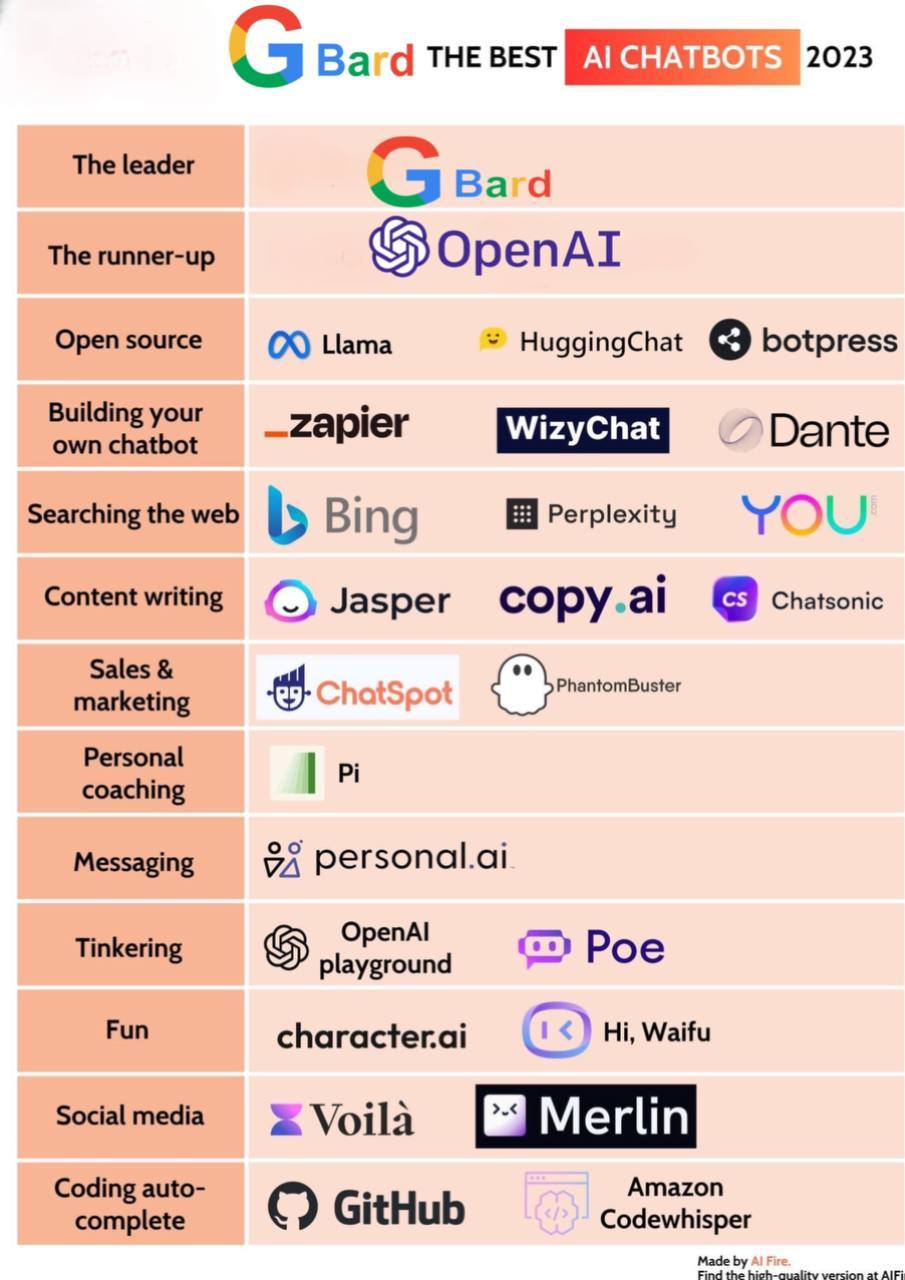 G Bard THE BEST AI CHATBOTS 2023
The leader
G Bard
The runner-up
OpenAI
Open source
Llama
HuggingChat
botpress
Building your
own chatbot
_zapier
WizyChat
Dante
Searching the web
Bing
Perplexity
YOU.com
Content writing
Jasper
copy.ai
CS Chatsonic
Sales &
marketing
ChatSpot
PhantomBuster
Personal
coaching
Pi
Messaging
personal.ai
Tinkering
OpenAI
playground
Poe
Fun
character.ai
Hi, Waifu
Social media
Voilà
Merlin
Coding auto-
complete
GitHub
Amazon
Codewhisper
Made by AI Fire.
Find the high-quality version at